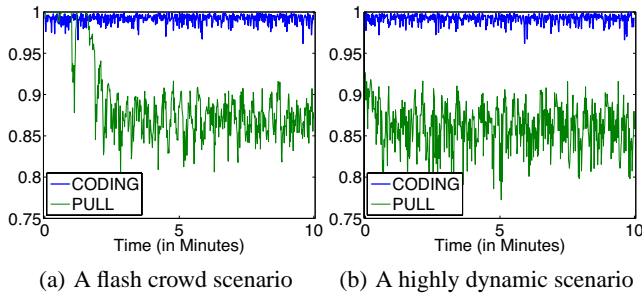 1
0.95
0.9
0.85
0.8
0.75
0
5
10
Time (in Minutes)
CODING
PULL
(a) A flash crowd scenario
1
0.95
0.9
0.85
0.8
0.75
0
5
10
Time (in Minutes)
CODING
PULL
(b) A highly dynamic scenario